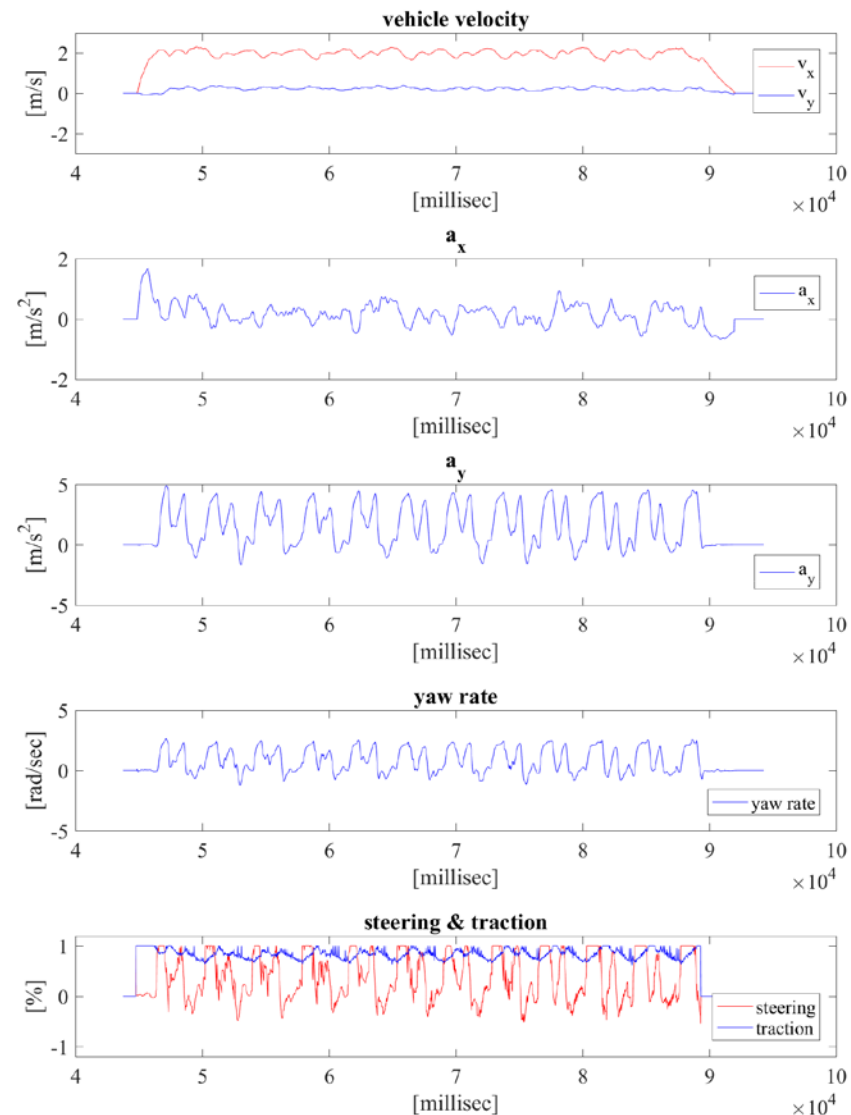 vehicle velocity
[m/s]
2
0
-2
v_x
v_y
4 5 6 7 8 9 10
[millisec]
×10^4
a_x
[m/s^2]
2
0
-2
a_x
4 5 6 7 8 9 10
[millisec]
×10^4
a_y
[m/s^2]
5
0
-5
a_y
4 5 6 7 8 9 10
[millisec]
×10^4
yaw rate
[rad/sec]
5
0
-5
yaw rate
4 5 6 7 8 9 10
[millisec]
×10^4
steering & traction
[%]
1
0
-1
steering
traction
4 5 6 7 8 9 10
[millisec]
×10^4